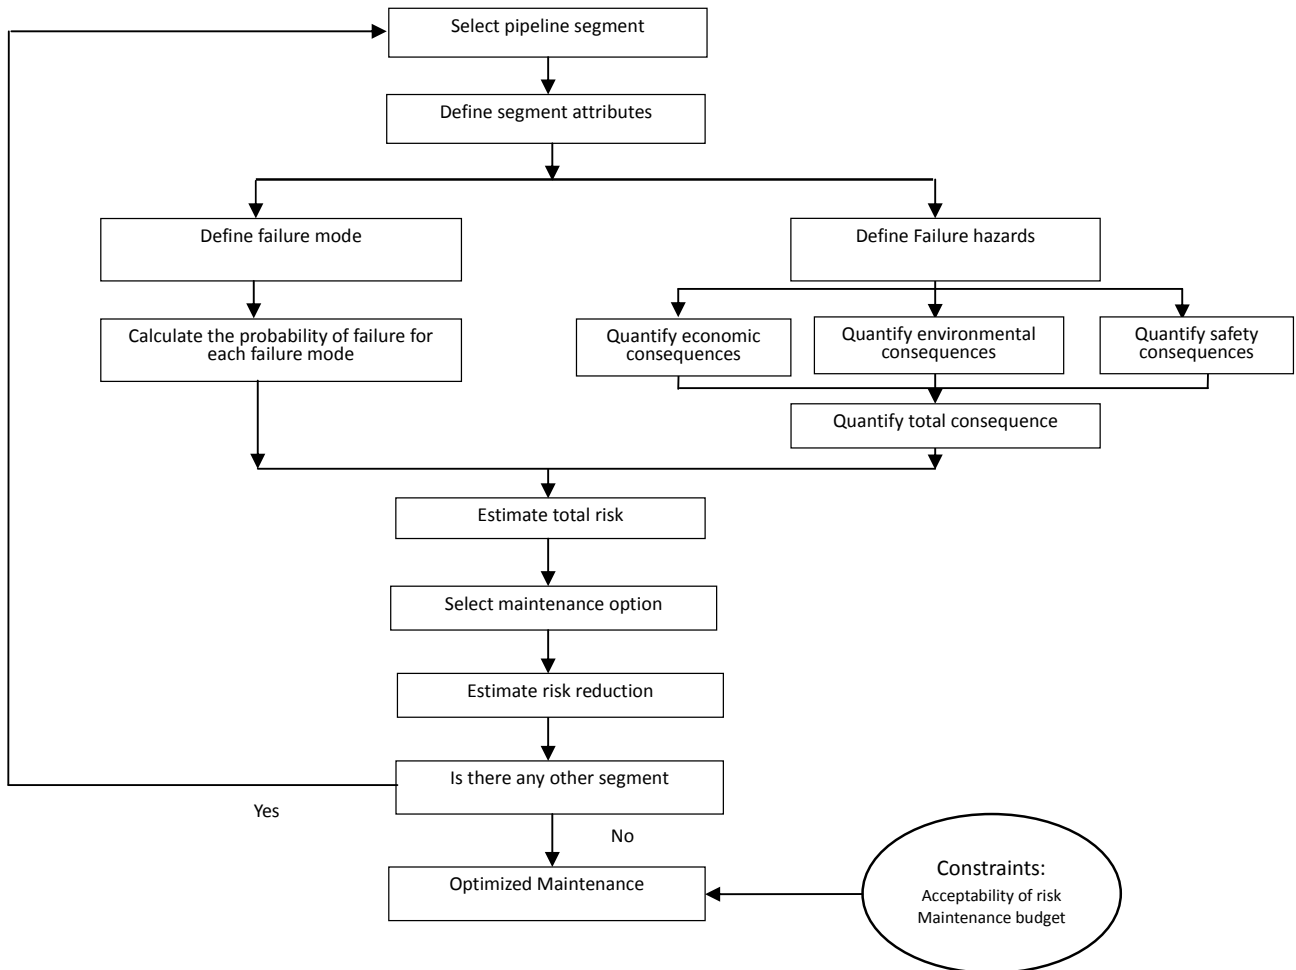 Select pipeline segment
Define segment attributes
Define failure mode
Define Failure hazards
Calculate the probability of failure for
each failure mode
Quantify economic
consequences
Quantify environmental
consequences
Quantify safety
consequences
Quantify total consequence
Estimate total risk
Select maintenance option
Estimate risk reduction
Is there any other segment
Yes
No
Optimized Maintenance
Constraints:
Acceptability of risk
Maintenance budget